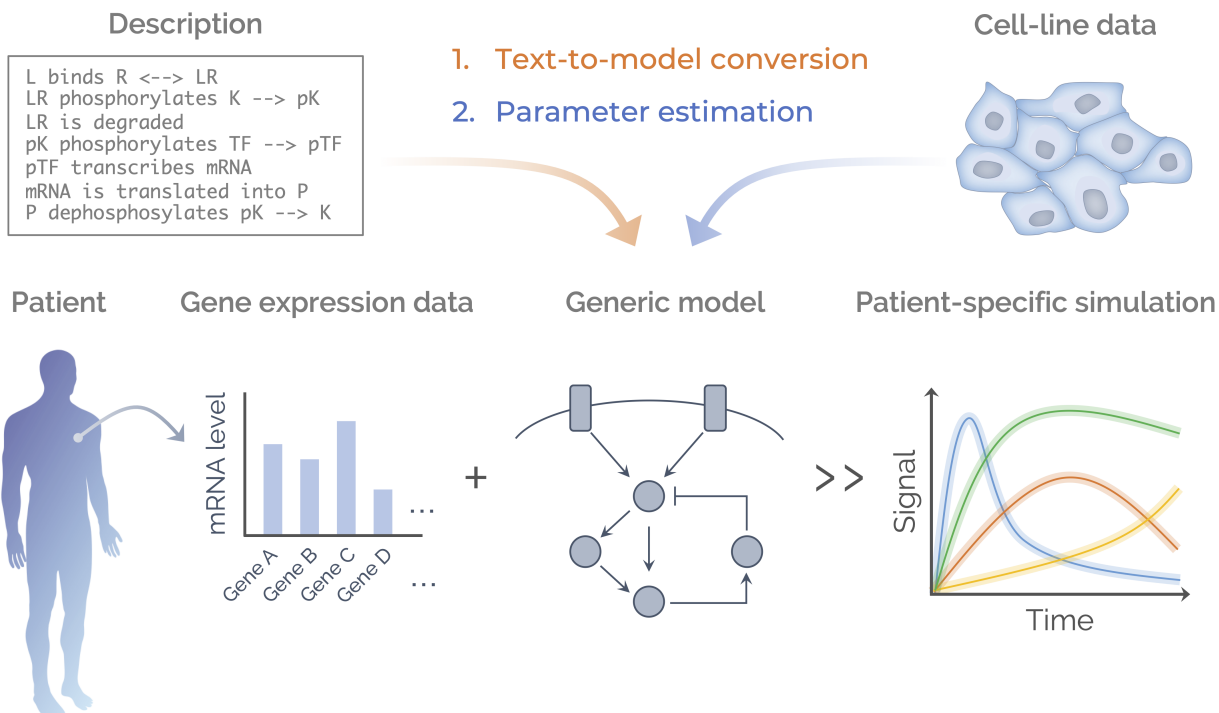 Description
Cell-line data
L binds R <--> LR
LR phosphorylates K --> pK
LR is degraded
pK phosphorylates TF --> pTF
pTF transcribes mRNA
mRNA is translated into P
P dephosphosylates pK --> K
1. Text-to-model conversion
2. Parameter estimation
Patient
Gene expression data
Generic model
Patient-specific simulation
mRNA level
Gene A
Gene B
Gene C
Gene D
...
...
+
>>
Signal
Time